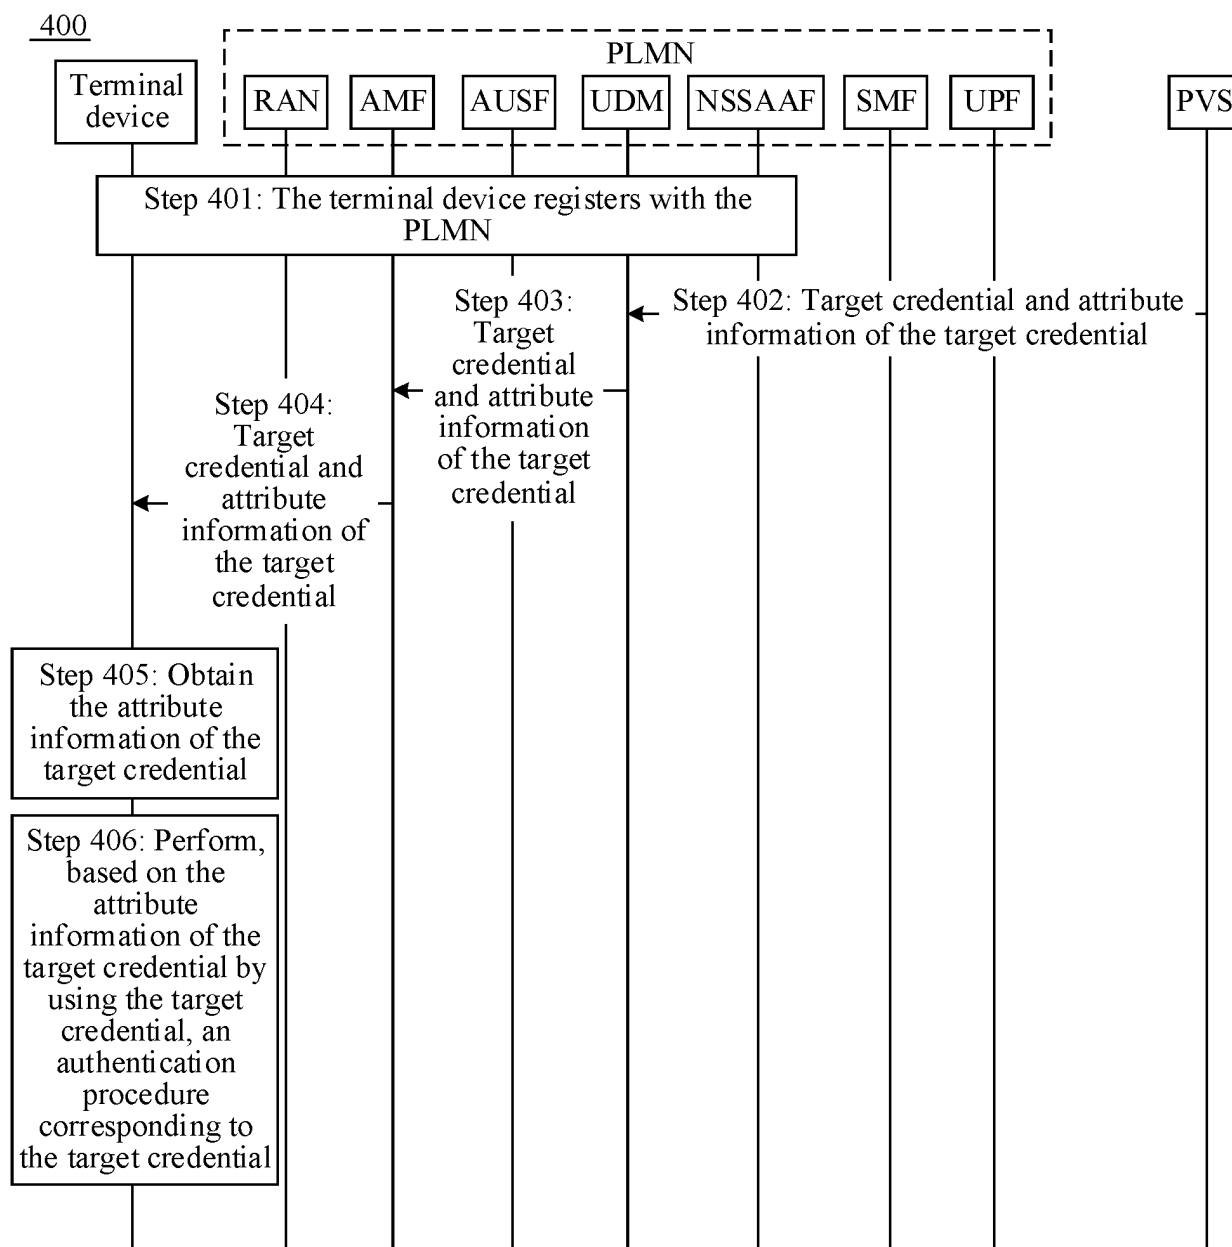 400
PLMN
Terminal
device
RAN
AMF
AUSF
UDM
NSSAAF
SMF
UPF
PVS
Step 401: The terminal device registers with the
PLMN
Step 402: Target credential and attribute
information of the target credential
Step 403:
Target
credential
and attribute
information
of the target
credential
Step 404:
Target
credential and
attribute
information of
the target
credential
Step 405: Obtain
the attribute
information of the
target credential
Step 406: Perform,
based on the
attribute
information of the
target credential by
using the target
credential, an
authentication
procedure
corresponding to
the target credential